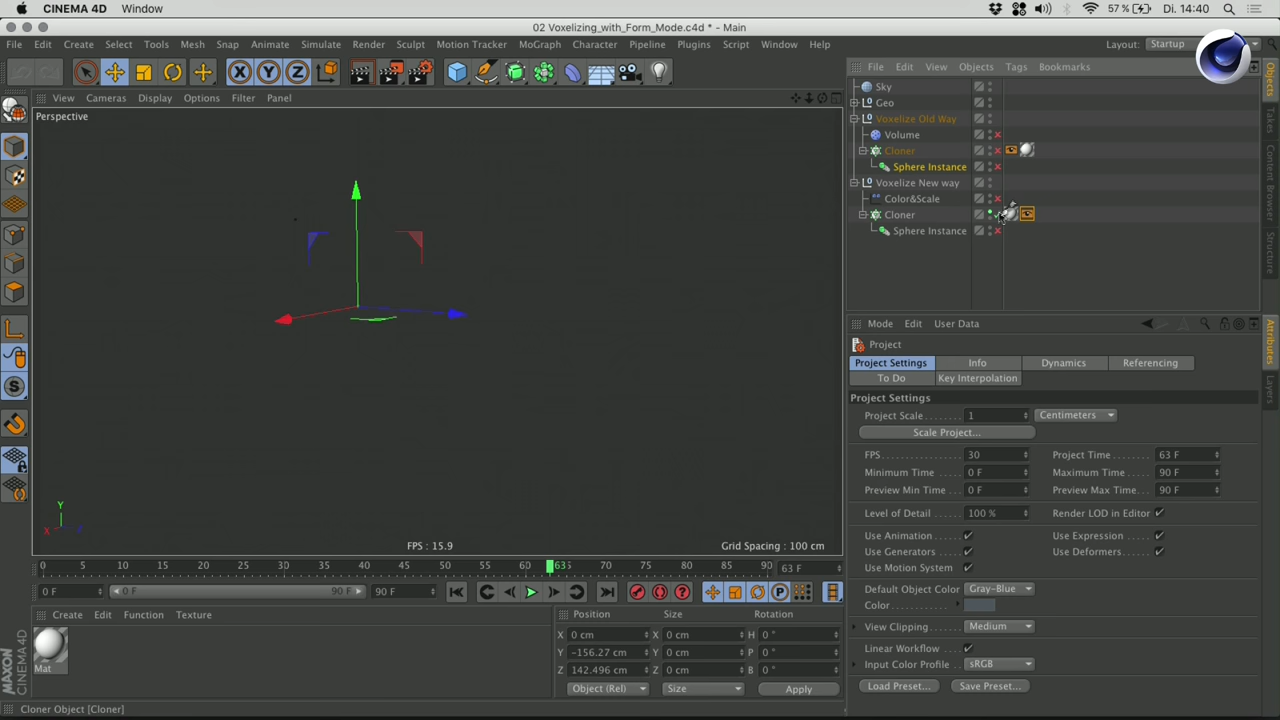 CINEMA 4D Window 57% Di. 14:40
02 Voxelizing_with_Form_Mode.c4d * - Main
File Edit Create Select Tools Mesh Snap Animate Simulate Render Sculpt Motion Tracker MoGraph Character Pipeline Plugins Script Window Help Layout: Startup
X Y Z
File Edit View Objects Tags Bookmarks
View Cameras Display Options Filter Panel
Perspective
Sky
Geo
Voxelize Old Way
Volume
Cloner
Sphere Instance
Voxelize New way
Color&Scale
Cloner
Sphere Instance
Objects
Takes
Content Browser
Structure
Attributes
Layers
Mode Edit User Data
Project
Project Settings Info Dynamics Referencing
To Do Key Interpolation
Project Settings
Project Scale 1 Centimeters
Scale Project...
FPS 30 Project Time 63 F
Minimum Time 0 F Maximum Time 90 F
Preview Min Time 0 F Preview Max Time 90 F
Level of Detail 100 % Render LOD in Editor
Use Animation Use Expression
Use Generators Use Deformers
Use Motion System
Default Object Color Gray-Blue
Color
View Clipping Medium
Linear Workflow
Input Color Profile sRGB
Load Preset... Save Preset...
Y
X
FPS : 15.9 Grid Spacing : 100 cm
0 5 10 15 20 25 30 35 40 45 50 55 60 63 70 75 80 85 90 63 F
0 F 0 F 90 F 90 F
Create Edit Function Texture
Mat
Position Size Rotation
X 0 cm X 0 cm H 0 °
Y -156.27 cm Y 0 cm P 0 °
Z 142.496 cm Z 0 cm B 0 °
Object (Rel) Size Apply
MAXON
CINEMA 4D
Cloner Object [Cloner]